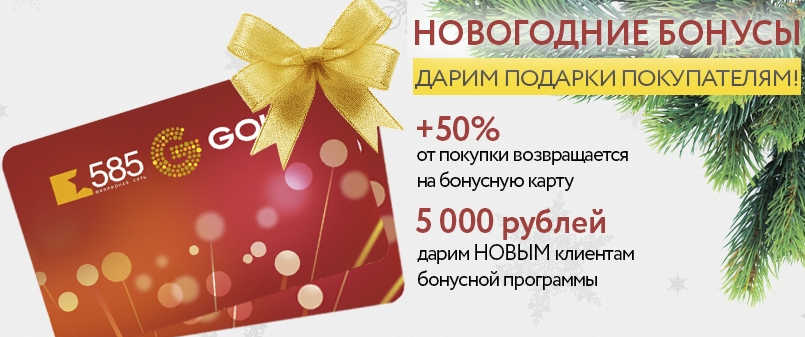 НОВОГОДНИЕ БОНУСЫ
ДАРИМ ПОДАРКИ ПОКУПАТЕЛЯМ!
+50%
от покупки возвращается
на бонусную карту
5 000 рублей
дарим НОВЫМ клиентам
бонусной программы
585
ювелирная сеть